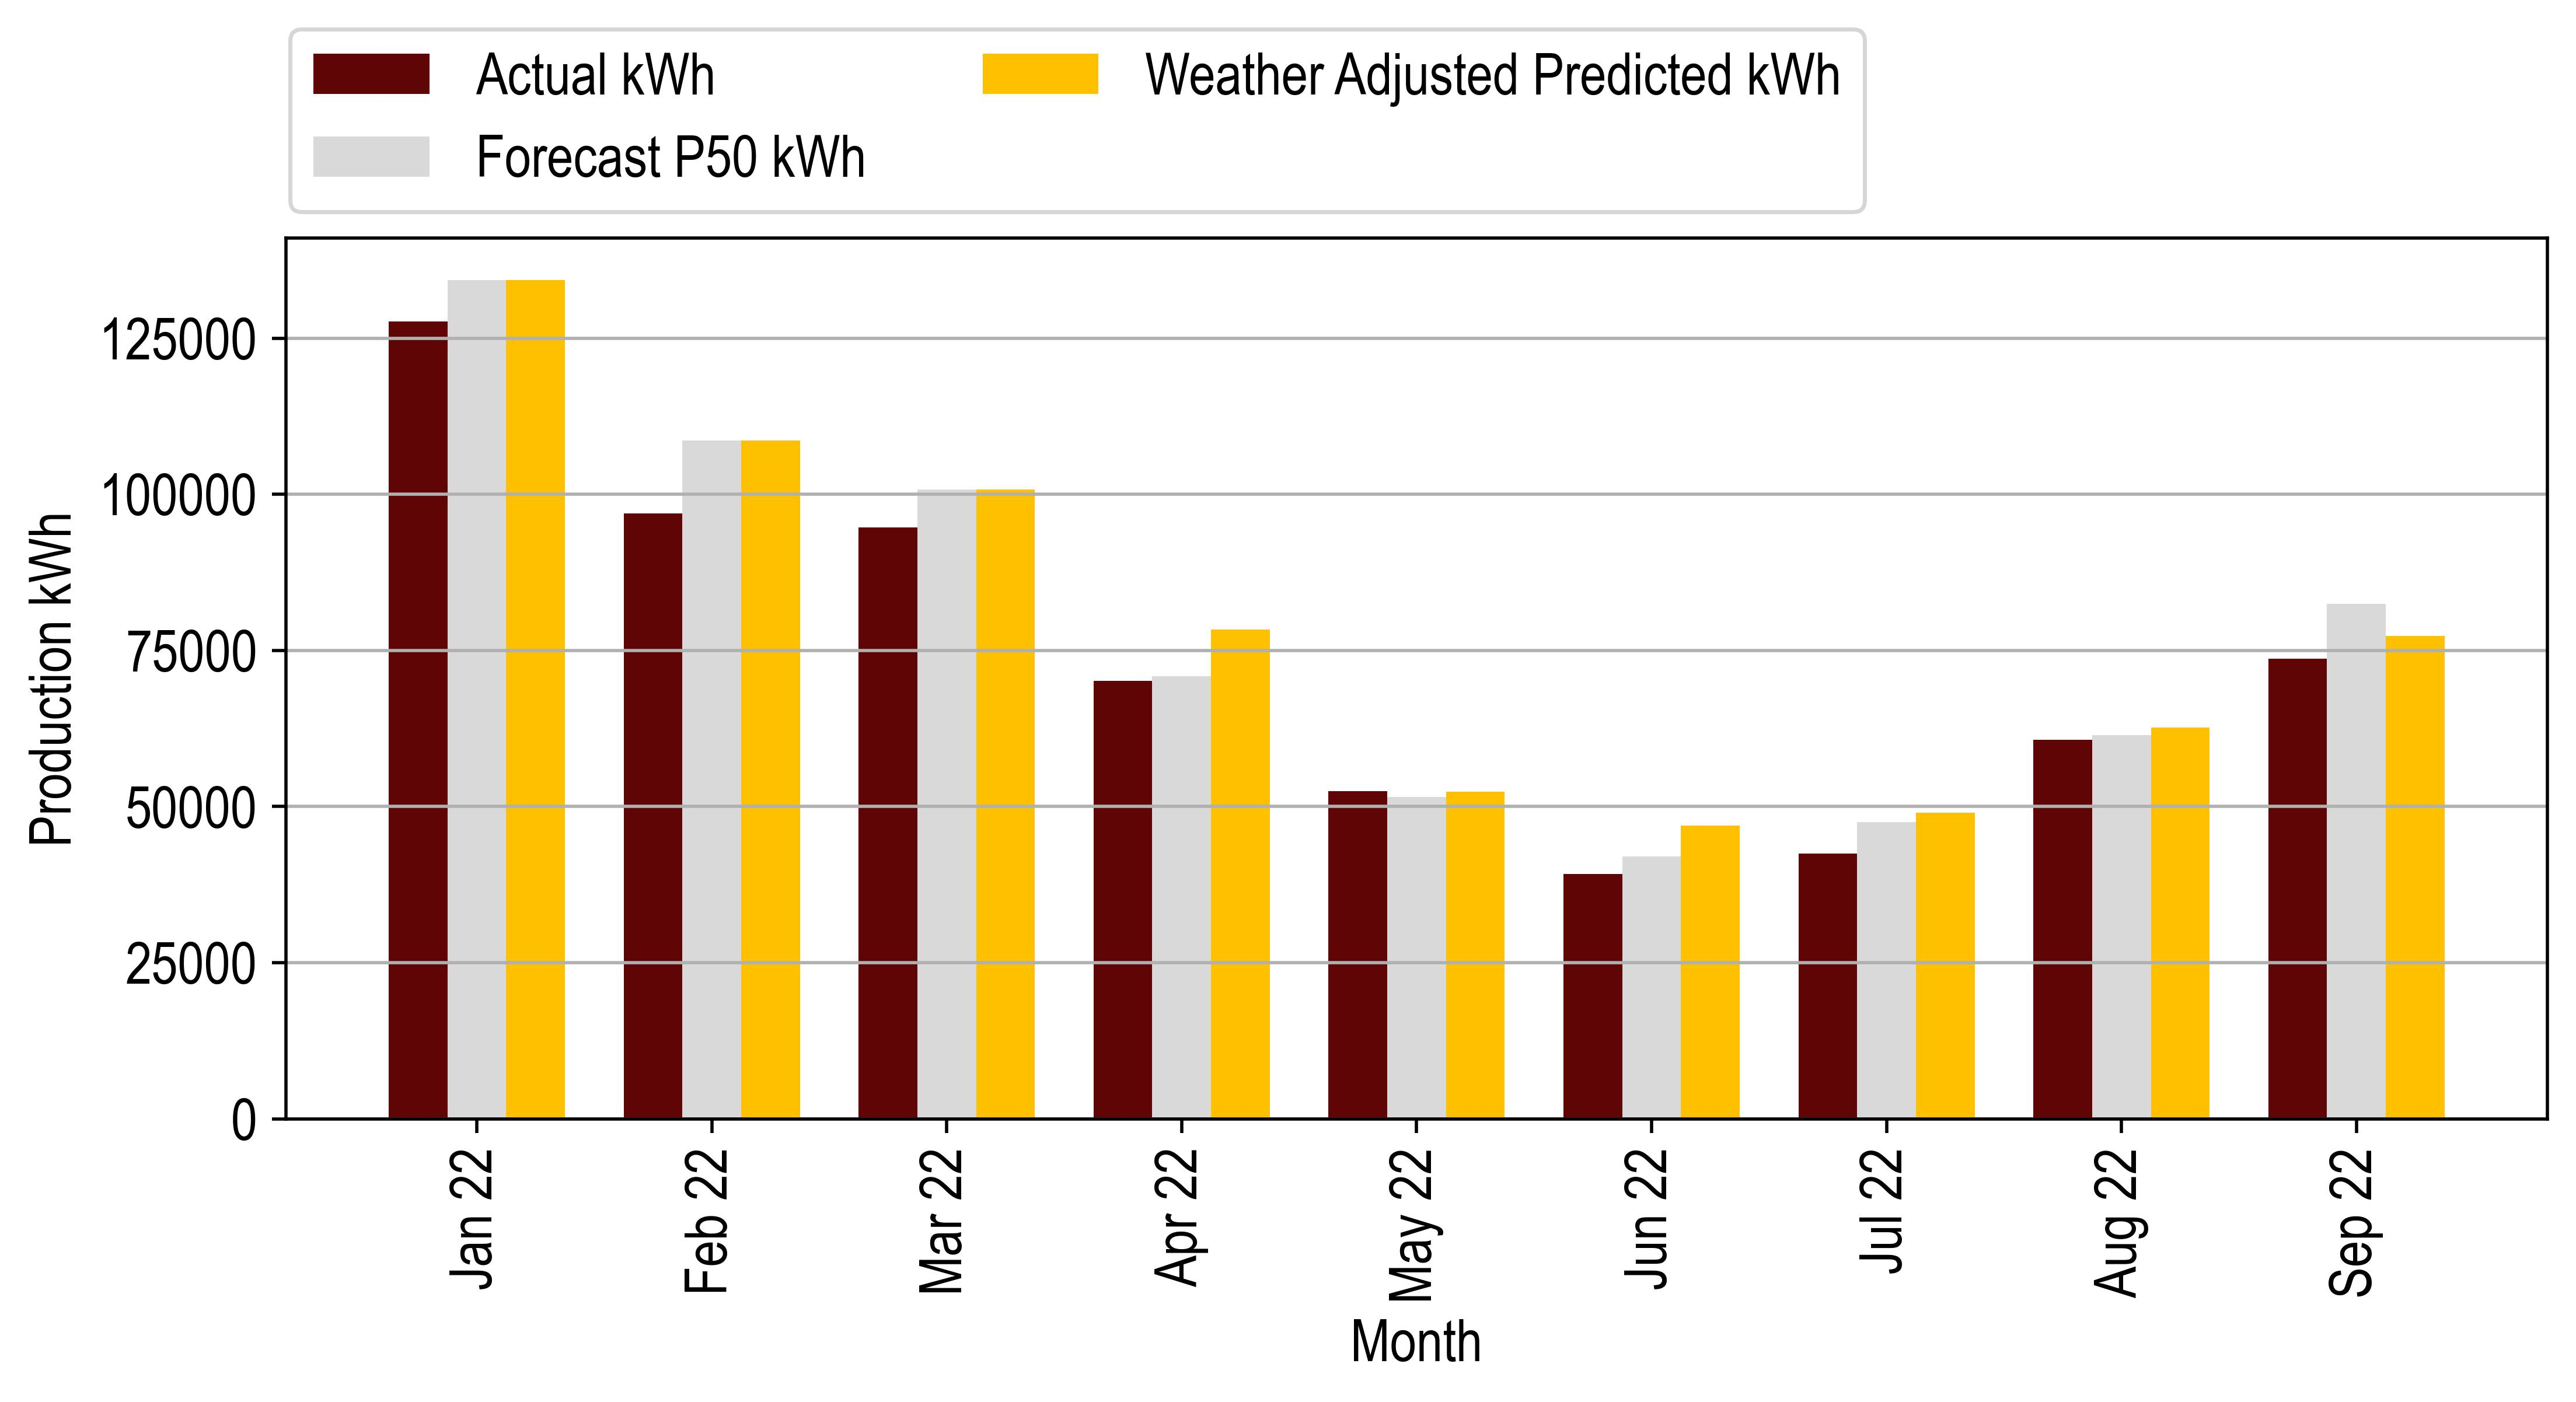 Actual kWh
Forecast P50 kWh
Weather Adjusted Predicted kWh
Production kWh
125000
100000
75000
50000
25000
0
Jan 22
Feb 22
Mar 22
Apr 22
May 22
Jun 22
Jul 22
Aug 22
Sep 22
Month